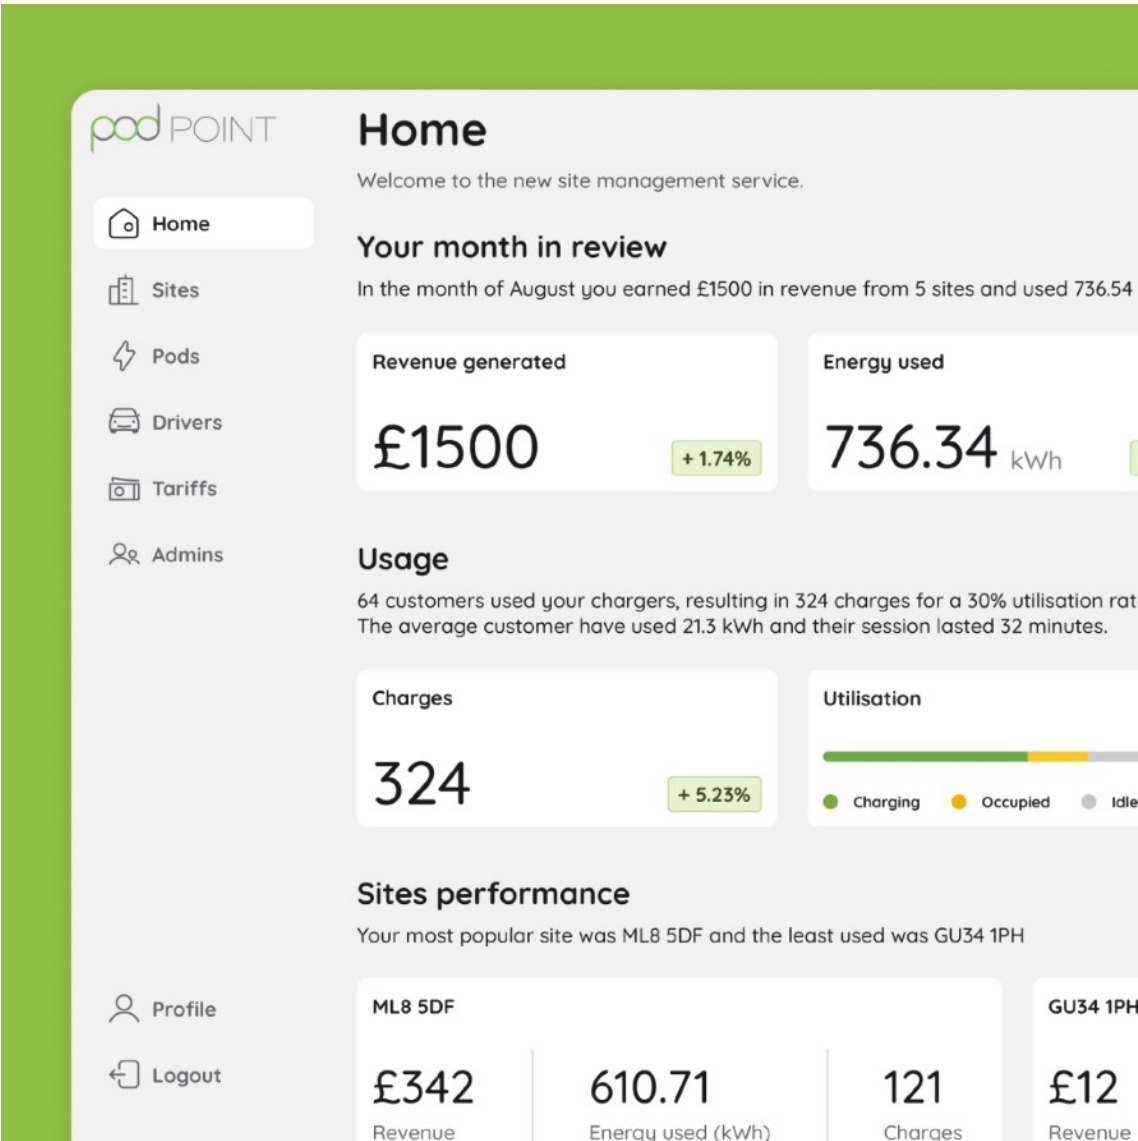 pod POINT
Home
Welcome to the new site management service.
Home
Sites
Pods
Drivers
Tariffs
Admins
Profile
Logout
Your month in review
In the month of August you earned £1500 in revenue from 5 sites and used 736.54
Revenue generated
£1500
+ 1.74%
Energy used
736.34 kWh
Usage
64 customers used your chargers, resulting in 324 charges for a 30% utilisation rat
The average customer have used 21.3 kWh and their session lasted 32 minutes.
Charges
324
+ 5.23%
Utilisation
Charging Occupied Idle
Sites performance
Your most popular site was ML8 5DF and the least used was GU34 1PH
ML8 5DF
£342 610.71 121
Revenue Energy used (kWh) Charges
GU34 1PH
£12
Revenue